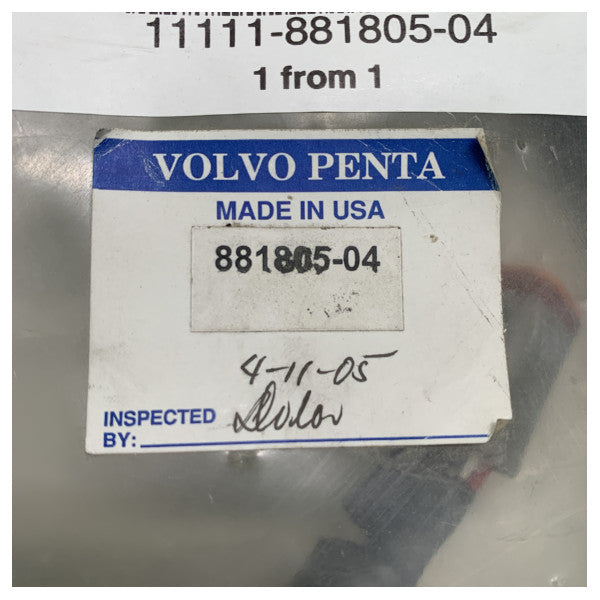 11111-881805-04
1 from 1
VOLVO PENTA
MADE IN USA
881805-04
4-11-05
INSPECTED
BY: